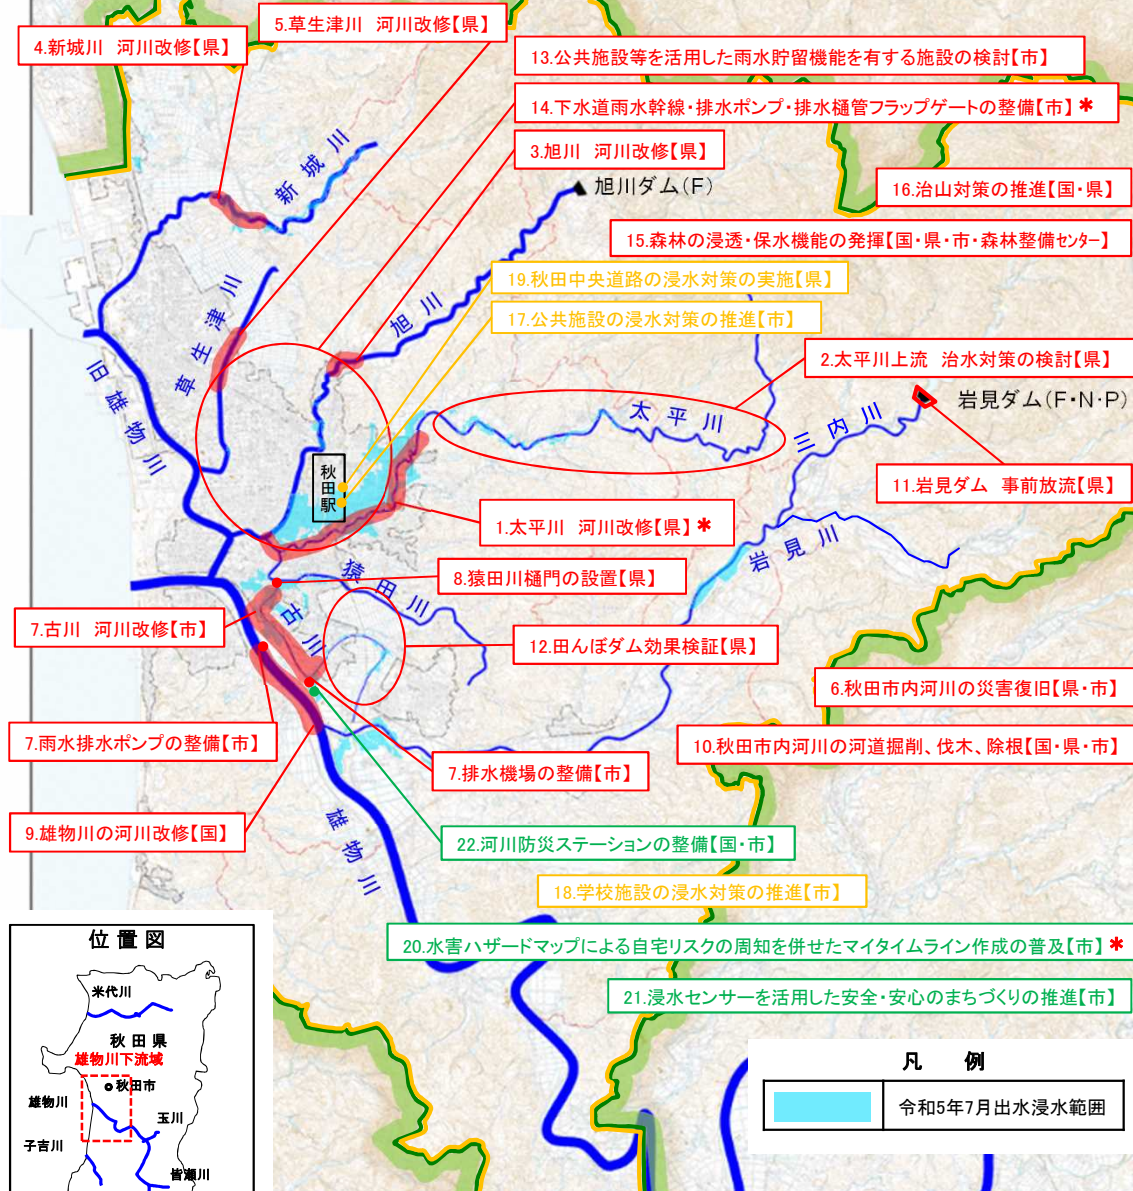 5.草生津川 河川改修【県】
4.新城川 河川改修【県】
13.公共施設等を活用した雨水貯留機能を有する施設の検討【市】
14.下水道雨水幹線・排水ポンプ・排水樋管フラップゲートの整備【市】*
3.旭川 河川改修【県】
新城川
旭川ダム(F)
16.治山対策の推進【国・県】
15.森林の浸透・保水機能の発揮【国・県・市・森林整備センター】
19.秋田中央道路の浸水対策の実施【県】
17.公共施設の浸水対策の推進【市】
草生津川
旭川
2.太平川上流 治水対策の検討【県】
旧雄物川
太平川
三内川
岩見ダム(F・N・P)
秋田駅
11.岩見ダム 事前放流【県】
1.太平川 河川改修【県】*
岩見川
8.猿田川樋門の設置【県】
猿田川
古川
7.古川 河川改修【市】
12.田んぼダム効果検証【県】
6.秋田市内河川の災害復旧【県・市】
7.雨水排水ポンプの整備【市】
10.秋田市内河川の河道掘削、伐木、除根【国・県・市】
7.排水機場の整備【市】
9.雄物川の河川改修【国】
雄物川
22.河川防災ステーションの整備【国・市】
18.学校施設の浸水対策の推進【市】
20.水害ハザードマップによる自宅リスクの周知を併せたマイタイムライン作成の普及【市】*
21.浸水センサーを活用した安全・安心のまちづくりの推進【市】
位置図
米代川
秋田県
雄物川下流域
秋田市
雄物川
玉川
子吉川
皆瀬川
凡 例
令和5年7月出水浸水範囲